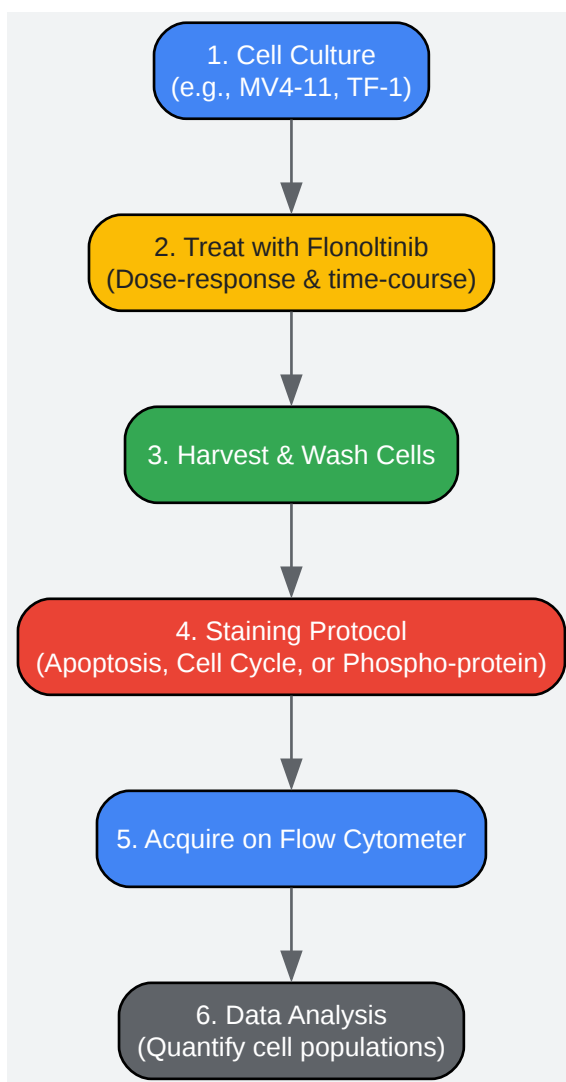 1. Cell Culture
(e.g., MV4-11, TF-1)
2. Treat with Flonoltinib
(Dose-response & time-course)
3. Harvest & Wash Cells
4. Staining Protocol
(Apoptosis, Cell Cycle, or Phospho-protein)
5. Acquire on Flow Cytometer
6. Data Analysis
(Quantify cell populations)